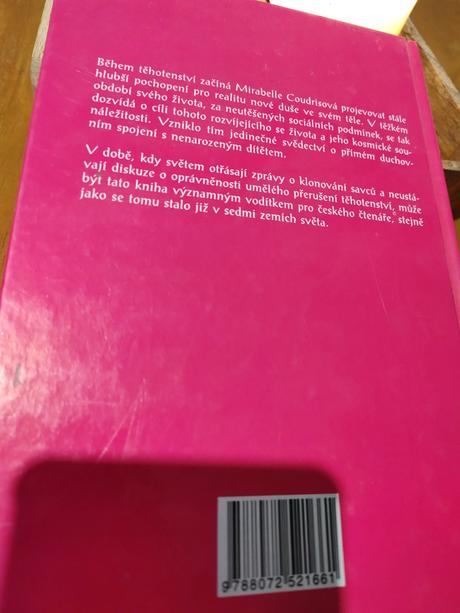 Během těhotenství začíná Mirabelle Coudrisová projevovat stále
hlubší pochopení pro realitu nové duše ve svém těle. V těžkém
období svého života, za neutěšených sociálních podmínek, se tak
dozvídá o cíli tohoto rozvíjejícího se života a jeho kosmické sou-
náležitosti. Vzniklo tím jedinečné svědectví o přímém duchov-
ním spojení s nenarozeným dítětem.
V době, kdy světem otřásají zprávy o klonování savců a neustá-
vají diskuze o oprávněnosti umělého přerušení těhotenství, může
být tato kniha významným vodítkem pro českého čtenáře, stejně
jako se tomu stalo již v sedmi zemích světa.
9 788072 521661